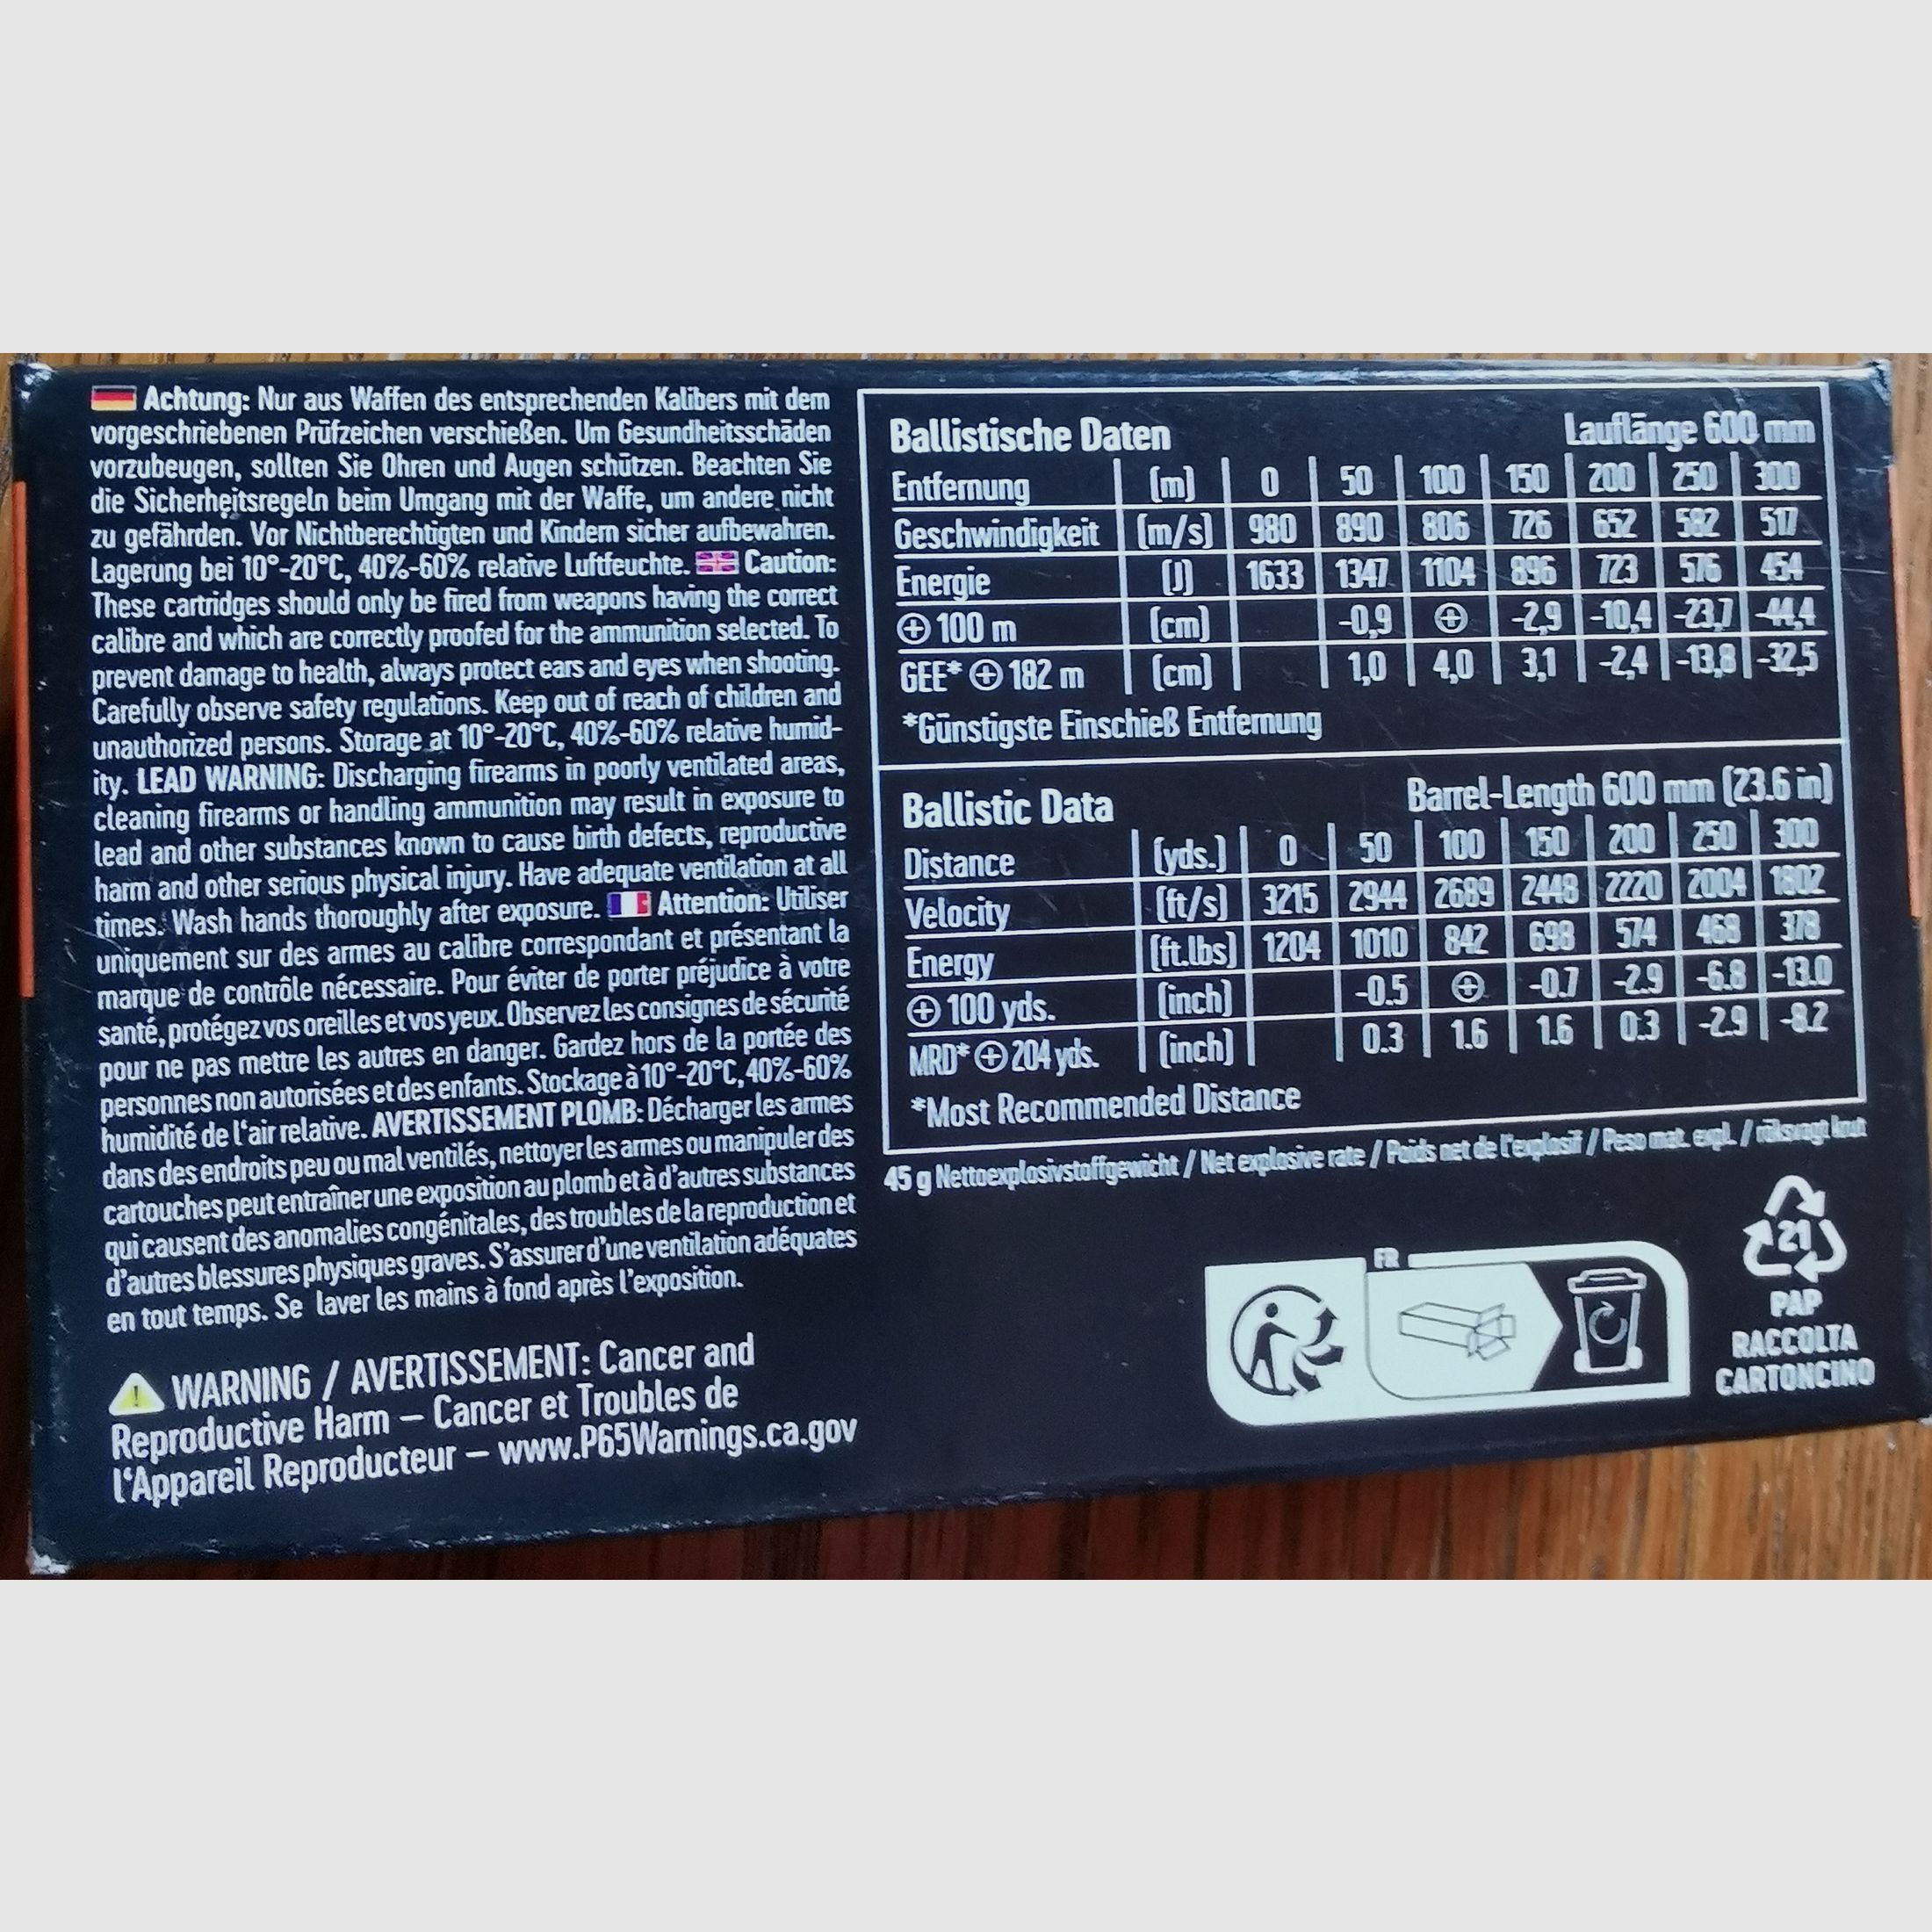 Achtung: Nur aus Waffen des entsprechenden Kalibers mit dem
vorgeschriebenen Prüfzeichen verschießen. Um Gesundheitsschäden
vorzubeugen, sollten Sie Ohren und Augen schützen. Beachten Sie
die Sicherheitsregeln beim Umgang mit der Waffe, um andere nicht
zu gefährden. Vor Nichtberechtigten und Kindern sicher aufbewahren.
Lagerung bei 10°-20°C, 40%-60% relative Luftfeuchte. Caution:
These cartridges should only be fired from weapons having the correct
calibre and which are correctly proofed for the ammunition selected. To
prevent damage to health, always protect ears and eyes when shooting.
Carefully observe safety regulations. Keep out of reach of children and
unauthorized persons. Storage at 10°-20°C, 40%-60% relative humid-
ity. LEAD WARNING: Discharging firearms in poorly ventilated areas,
cleaning firearms or handling ammunition may result in exposure to
lead and other substances known to cause birth defects, reproductive
harm and other serious physical injury. Have adequate ventilation at all
times. Wash hands thoroughly after exposure. Attention: Utiliser
uniquement sur des armes au calibre correspondant et présentant la
marque de contrôle nécessaire. Pour éviter de porter préjudice à votre
santé, protégez vos oreilles et vos yeux. Observez les consignes de sécurité
pour ne pas mettre les autres en danger. Gardez hors de la portée des
personnes non autorisées et des enfants. Stockage à 10°-20°C, 40%-60%
humidité de l'air relative. AVERTISSEMENT PLOMB: Décharger les armes
dans des endroits peu ou mal ventilés, nettoyer les armes ou manipuler des
cartouches peut entraîner une exposition au plomb et à d'autres substances
qui causent des anomalies congénitales, des troubles de la reproduction et
d'autres blessures physiques graves. S'assurer d'une ventilation adéquates
en tout temps. Se laver les mains à fond après l'exposition.
WARNING / AVERTISSEMENT: Cancer and
Reproductive Harm – Cancer et Troubles de
l'Appareil Reproducteur – www.P65Warnings.ca.gov
Ballistische Daten Lauflänge 600 mm
Entfernung [m] 0 50 100 150 200 250 300
Geschwindigkeit [m/s] 980 890 806 726 652 582 517
Energie [J] 1633 1347 1104 896 723 576 454
⊕ 100 m [cm] -0,9 ⊕ -2,9 -10,4 -23,7 -44,4
GEE* ⊕ 182 m [cm] 1,0 4,0 3,1 -2,4 -13,8 -32,5
*Günstigste Einschieß Entfernung
Ballistic Data Barrel-Length 600 mm (23.6 in)
Distance [yds.] 0 50 100 150 200 250 300
Velocity [ft/s] 3215 2944 2689 2448 2220 2004 1802
Energy [ft.lbs] 1204 1010 842 698 574 468 378
⊕ 100 yds. [inch] -0.5 ⊕ -0.7 -2.9 -6.8 -13.0
MRD* ⊕ 204 yds. [inch] 0.3 1.6 1.6 0.3 -2.9 -8.2
*Most Recommended Distance
45 g Nettoexplosivstoffgewicht / Net explosive rate / Poids net de l'explosif / Peso mat. expl. /
FR
21
PAP
RACCOLTA
CARTONCINO